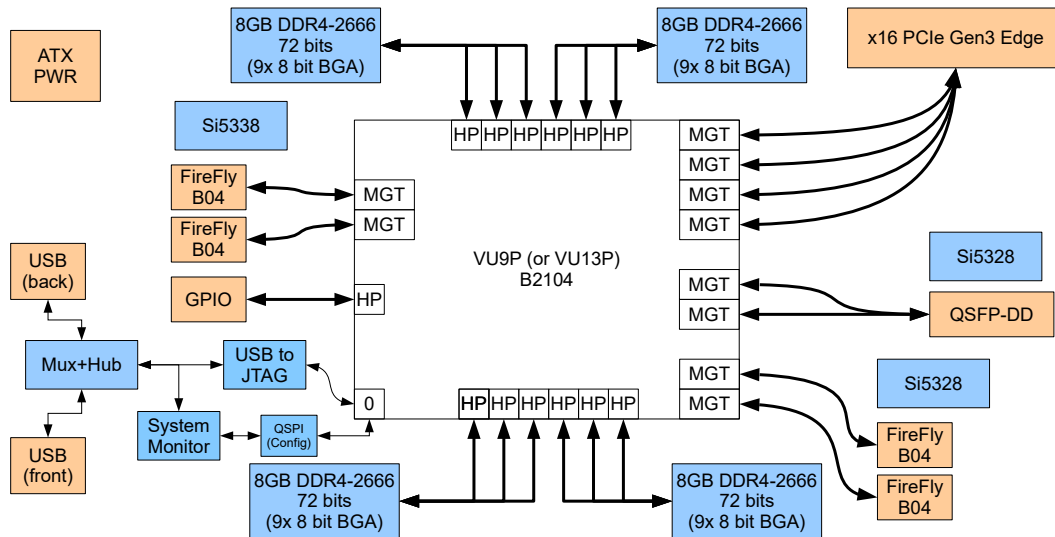 ATX
PWR
8GB DDR4-2666
72 bits
(9x 8 bit BGA)
8GB DDR4-2666
72 bits
(9x 8 bit BGA)
x16 PCIe Gen3 Edge
Si5338
HP HP HP HP HP HP
MGT
MGT
MGT
MGT
FireFly
B04
MGT
FireFly
B04
MGT
VU9P (or VU13P)
B2104
GPIO
HP
MGT
MGT
Si5328
QSFP-DD
USB
(back)
Mux+Hub
USB to
JTAG
0
System
Monitor
QSPI
(Config)
USB
(front)
HP HP HP HP HP HP
MGT
MGT
Si5328
FireFly
B04
FireFly
B04
8GB DDR4-2666
72 bits
(9x 8 bit BGA)
8GB DDR4-2666
72 bits
(9x 8 bit BGA)